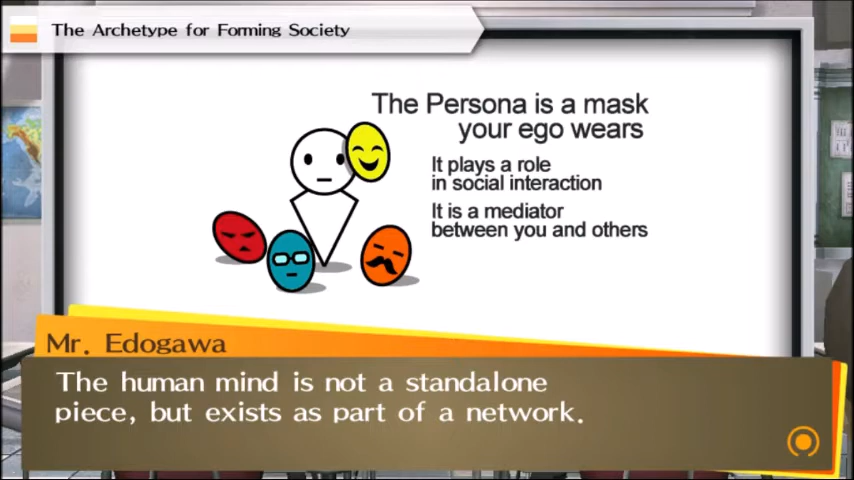 The Archetype for Forming Society
The Persona is a mask
your ego wears
It plays a role
in social interaction
It is a mediator
between you and others
Mr. Edogawa
The human mind is not a standalone
piece, but exists as part of a network.